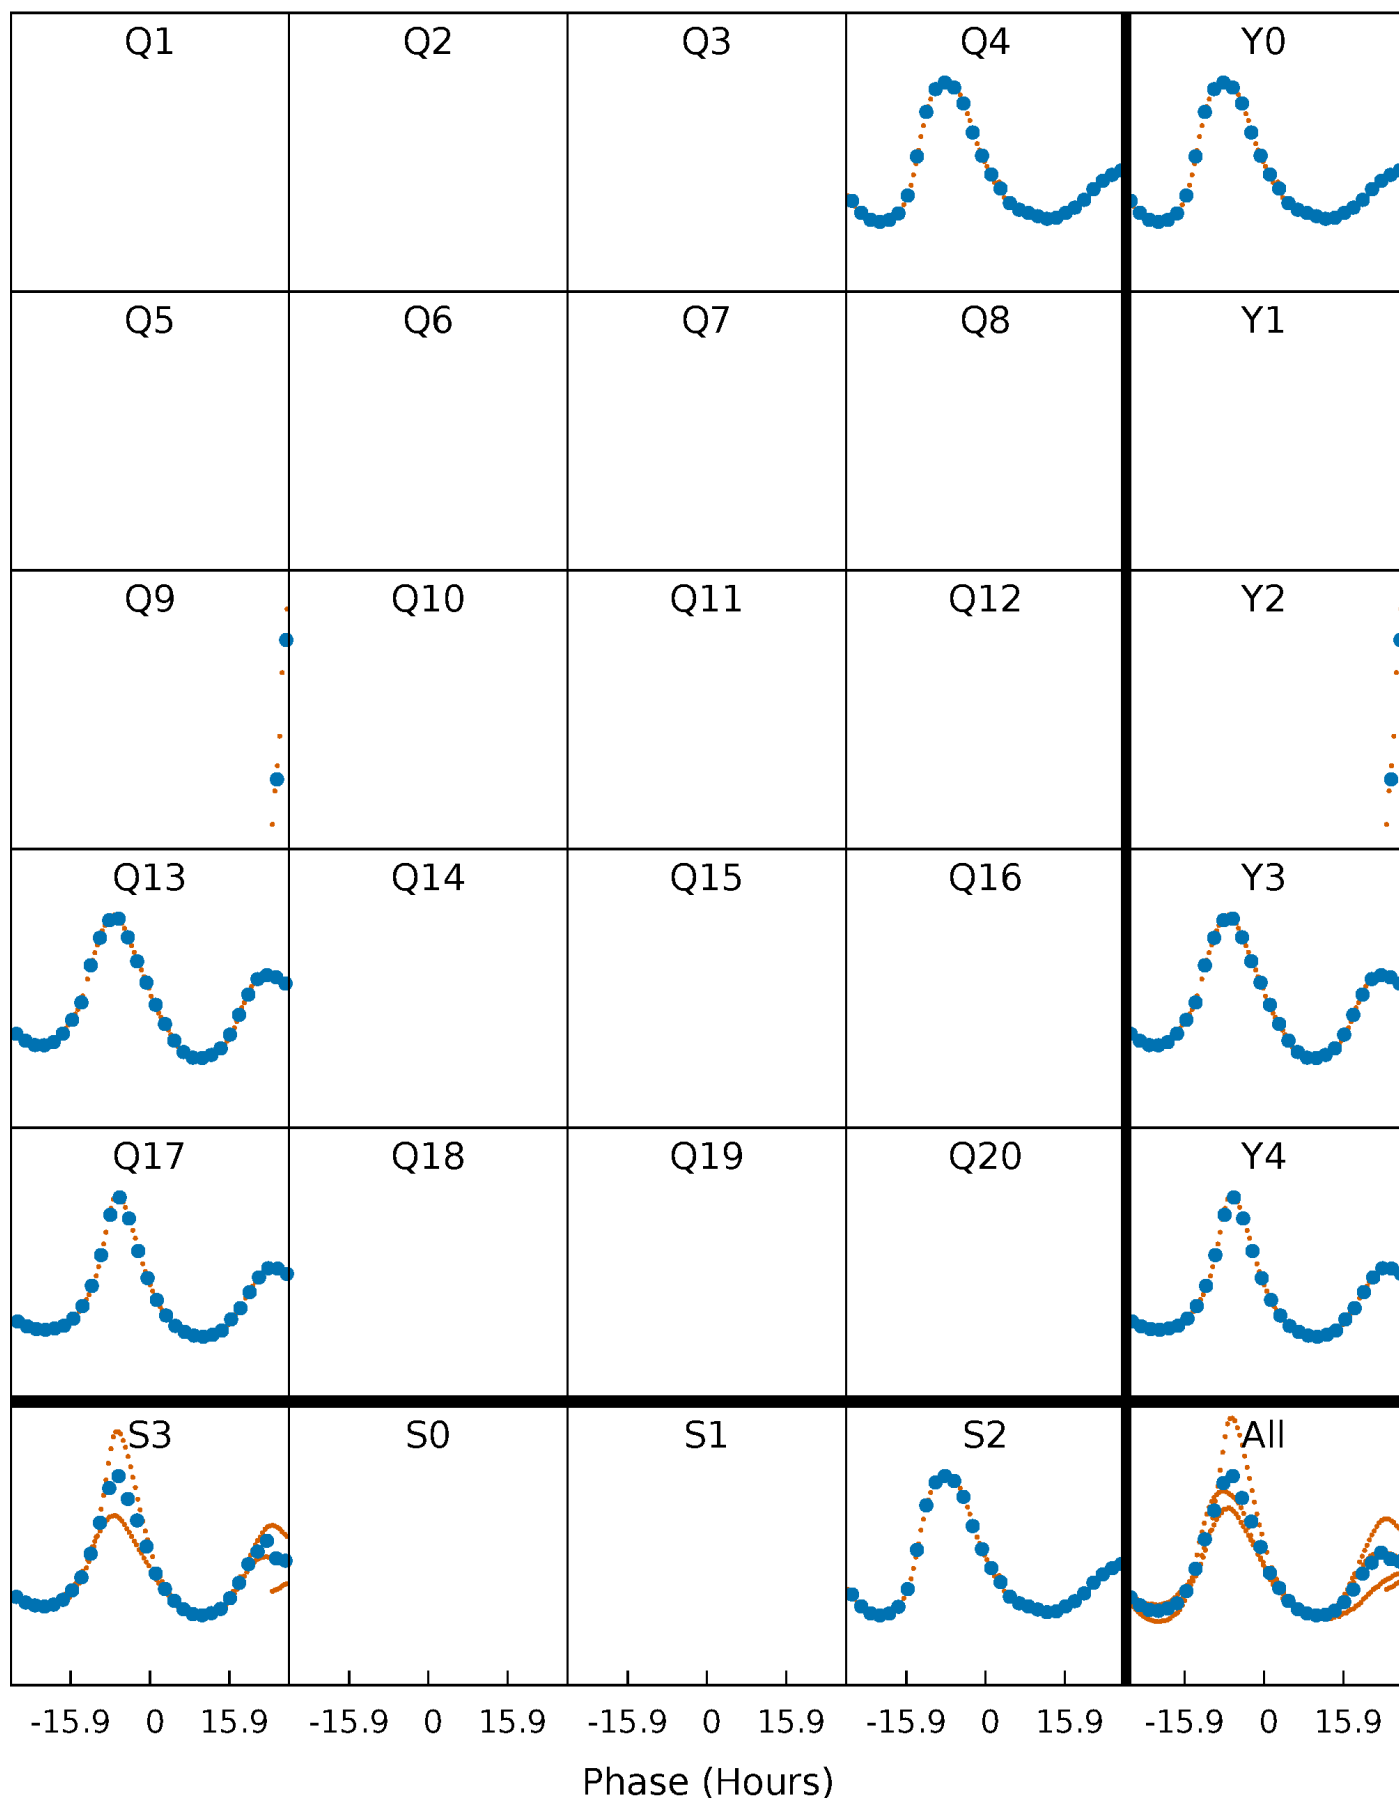 Q1 Q2 Q3 Q4 Y0
Q5 Q6 Q7 Q8 Y1
Q9 Q10 Q11 Q12 Y2
Q13 Q14 Q15 Q16 Y3
Q17 Q18 Q19 Q20 Y4
S3 S0 S1 S2 All
-15.9 0 15.9 -15.9 0 15.9 -15.9 0 15.9 -15.9 0 15.9 -15.9 0 15.9
Phase (Hours)